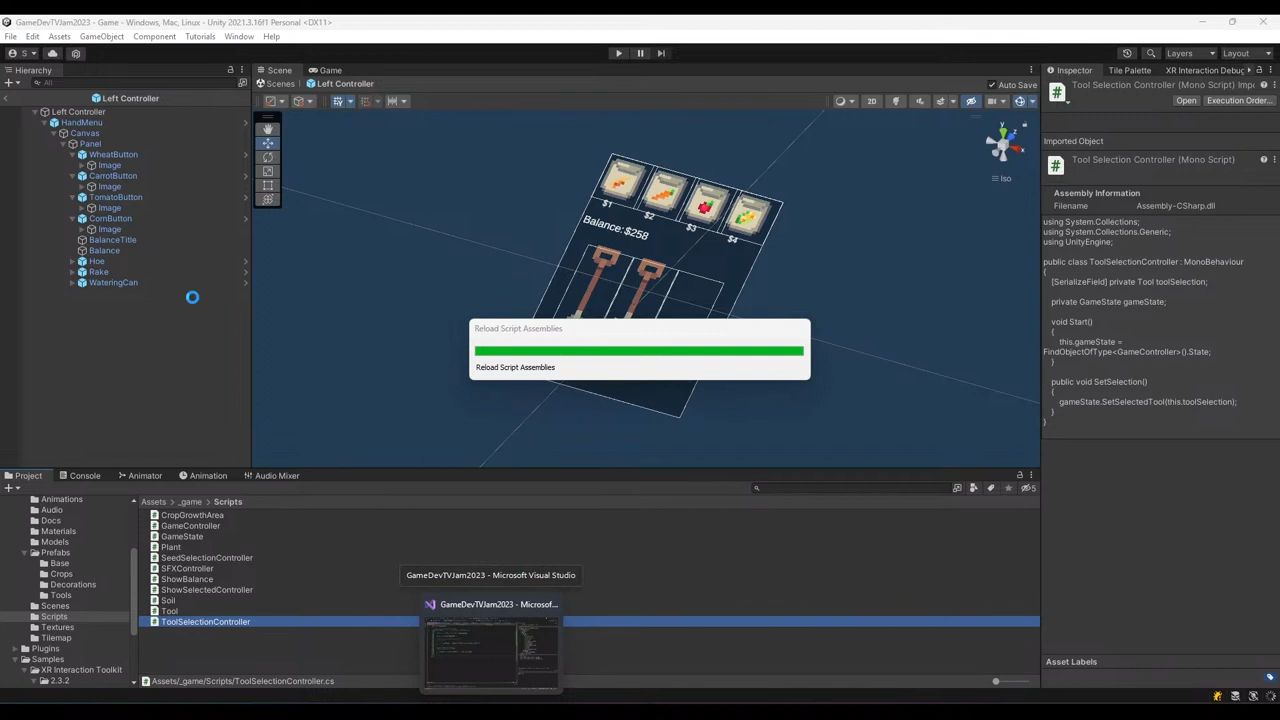 GameDevTVJam2023 - Game - Windows, Mac, Linux - Unity 2021.3.16f1 Personal <DX11>
File Edit Assets GameObject Component Tutorials Window Help
S
Layers Layout
Hierarchy
All
Left Controller
Left Controller
HandMenu
Canvas
Panel
WheatButton
Image
CarrotButton
Image
TomatoButton
Image
CornButton
Image
BalanceTitle
Balance
Hoe
Rake
WateringCan
Scene Game
Scenes Left Controller
Auto Save
2D
y
z
x
Iso
$1
$2
$3
$4
Balance:$258
Reload Script Assemblies
Reload Script Assemblies
Inspector Tile Palette XR Interaction Debug
Tool Selection Controller (Mono Script) Impo
Open Execution Order...
Imported Object
Tool Selection Controller (Mono Script)
Assembly Information
Filename Assembly-CSharp.dll
using System.Collections;
using System.Collections.Generic;
using UnityEngine;
public class ToolSelectionController : MonoBehaviour
{
[SerializeField] private Tool toolSelection;
private GameState gameState;
void Start()
{
this.gameState =
FindObjectOfType<GameController>().State;
}
public void SetSelection()
{
gameState.SetSelectedTool(this.toolSelection);
}
}
Asset Labels
Project Console Animator Animation Audio Mixer
5
Animations
Audio
Docs
Materials
Models
Prefabs
Base
Crops
Decorations
Tools
Scenes
Scripts
Textures
Tilemap
Plugins
Samples
XR Interaction Toolkit
2.3.2
Assets > _game > Scripts
CropGrowthArea
GameController
GameState
Plant
SeedSelectionController
SFXController
ShowBalance
ShowSelectedController
Soil
Tool
ToolSelectionController
Assets/_game/Scripts/ToolSelectionController.cs
GameDevTVJam2023 - Microsoft Visual Studio
GameDevTVJam2023 - Microsof...